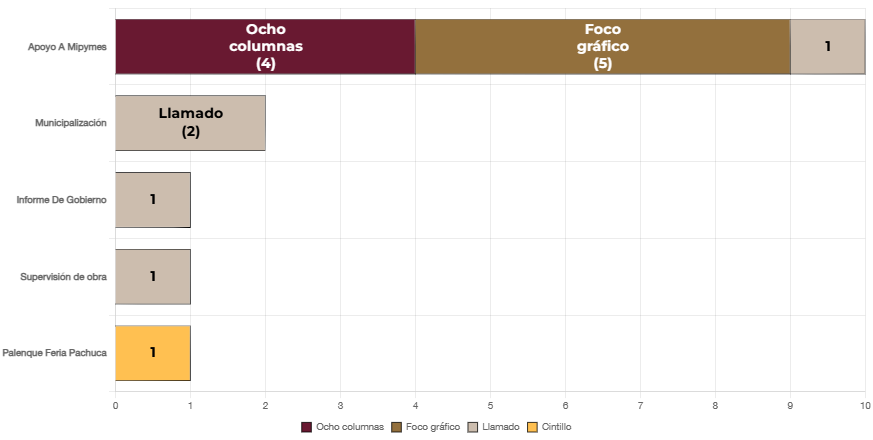 Apoyo A Mipymes
Ocho
columnas
(4)
Foco
gráfico
(5)
1
Municipalización
Llamado
(2)
Informe De Gobierno
1
Supervisión de obra
1
Palenque Feria Pachuca
1
0 1 2 3 4 5 6 7 8 9 10
Ocho columnas Foco gráfico Llamado Cintillo